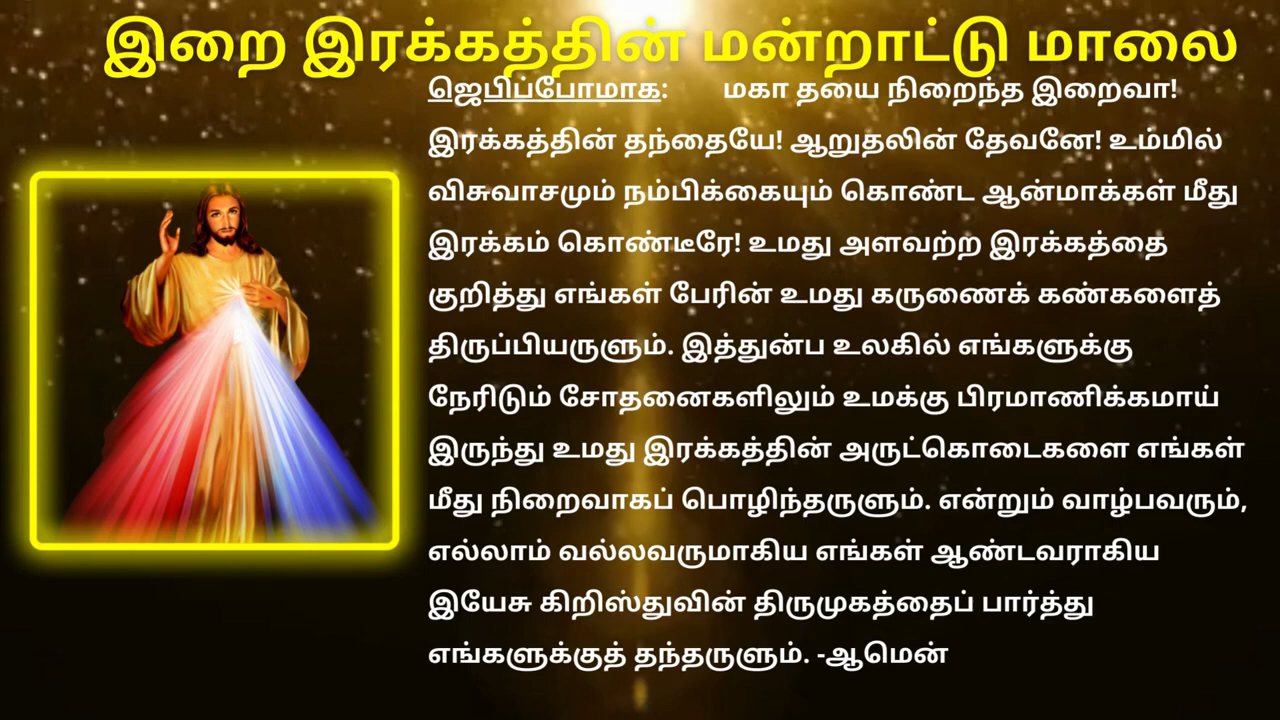 இறை இரக்கத்தின் மன்றாட்டு மாலை
ஜெபிப்போமாக: மகா தயை நிறைந்த இறைவா!
இரக்கத்தின் தந்தையே! ஆறுதலின் தேவனே! உம்மில்
விசுவாசமும் நம்பிக்கையும் கொண்ட ஆன்மாக்கள் மீது
இரக்கம் கொண்டீரே! உமது அளவற்ற இரக்கத்தை
குறித்து எங்கள் பேரின் உமது கருணைக் கண்களைத்
திருப்பியருளும். இத்துன்ப உலகில் எங்களுக்கு
நேரிடும் சோதனைகளிலும் உமக்கு பிரமாணிக்கமாய்
இருந்து உமது இரக்கத்தின் அருட்கொடைகளை எங்கள்
மீது நிறைவாகப் பொழிந்தருளும். என்றும் வாழ்பவரும்,
எல்லாம் வல்லவருமாகிய எங்கள் ஆண்டவராகிய
இயேசு கிறிஸ்துவின் திருமுகத்தைப் பார்த்து
எங்களுக்குத் தந்தருளும். -ஆமென்